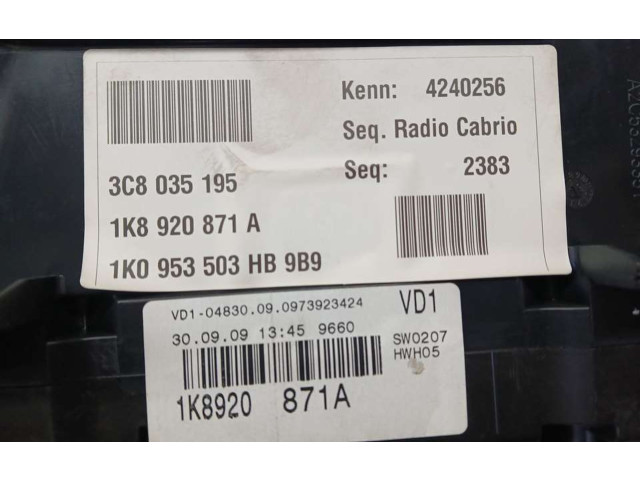 Kenn: 4240256
Seq. Radio Cabrio
Seq: 2383
3C8 035 195
1K8 920 871 A
1K0 953 503 HB 9B9
VD1-04830.09.0973923424 VD1
30.09.09 13:45 9660
SW0207
HWH05
1K8920 871A